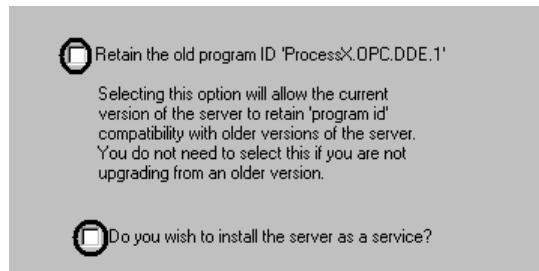 Retain the old program ID 'ProcessX.OPC.DDE.1'
Selecting this option will allow the current
version of the server to retain 'program id'
compatibility with older versions of the server.
You do not need to select this if you are not
upgrading from an older version.
Do you wish to install the server as a service?